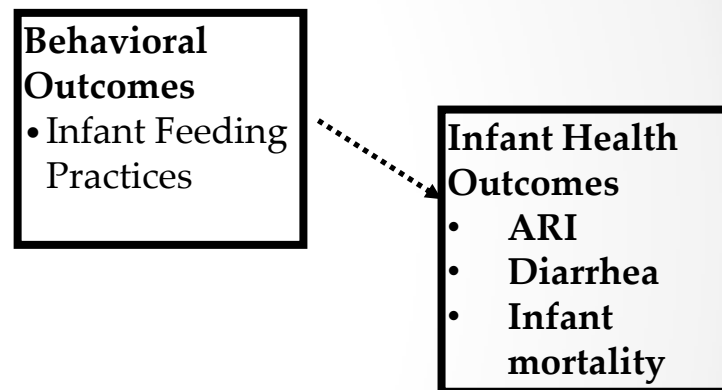 Behavioral
Outcomes
• Infant Feeding
Practices
Infant Health
Outcomes
• ARI
• Diarrhea
• Infant
mortality